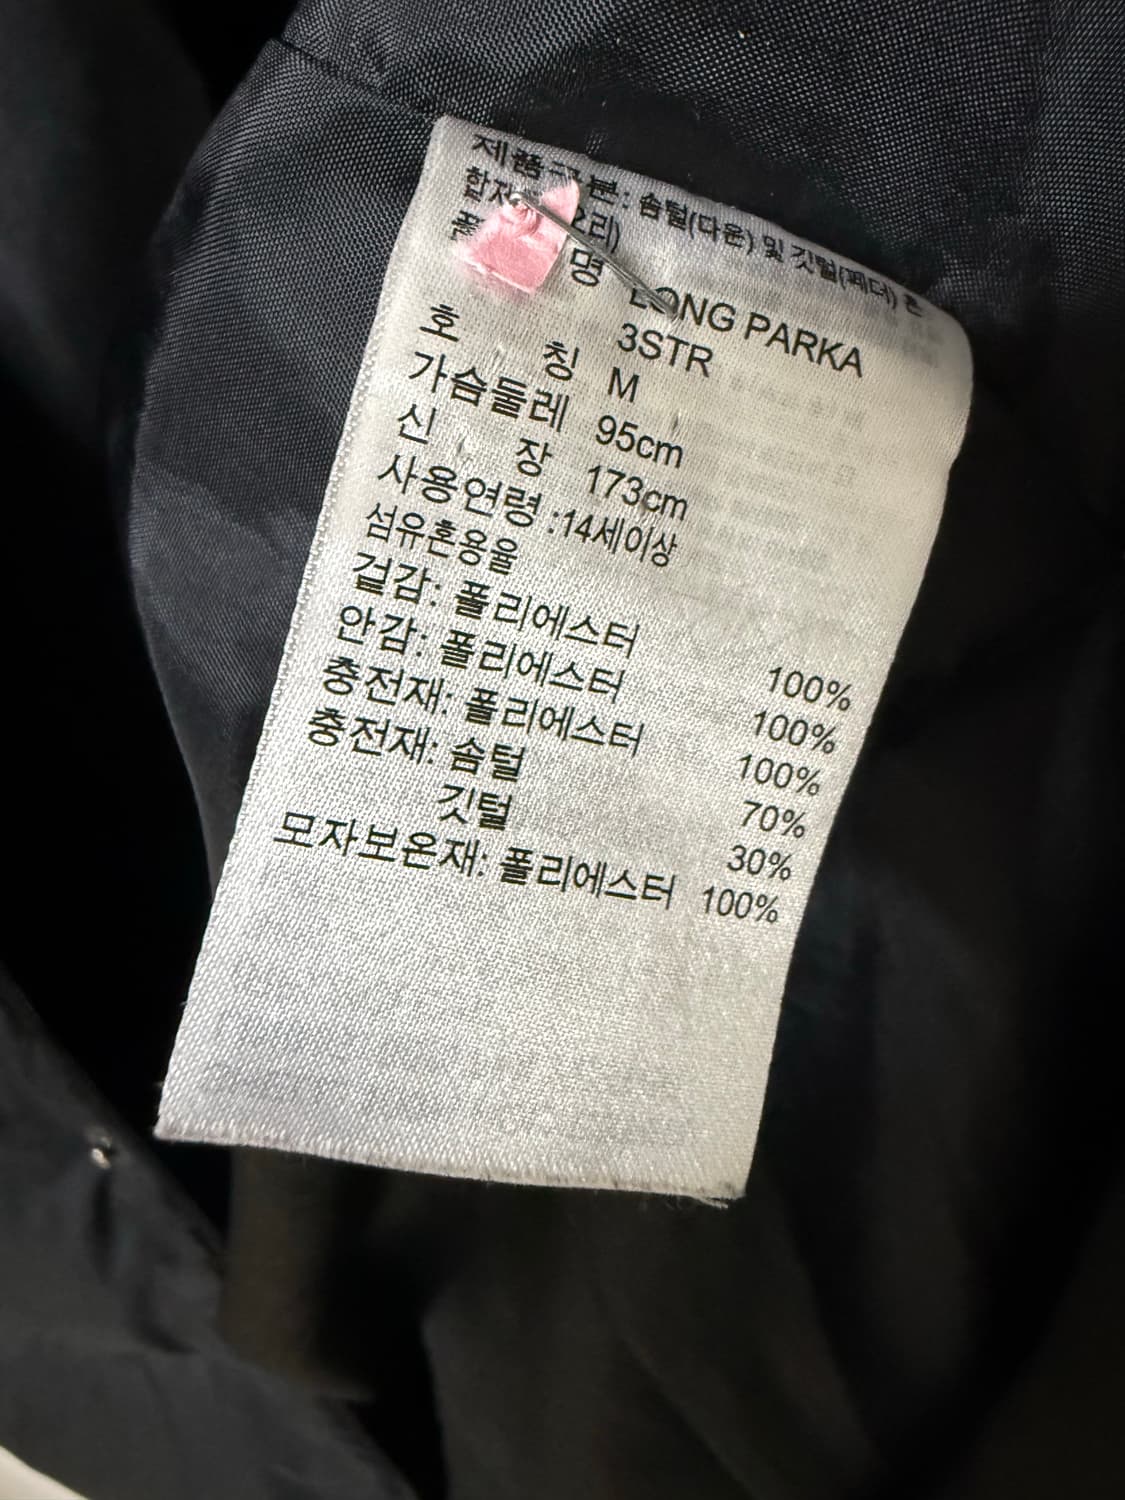 제품구분: 솜털(다운) 및 깃털(페더) 혼
합제 오리)
명 LONG PARKA
3STR
호 칭 M
가슴둘레 95cm
신 장 173cm
사용연령 :14세이상
섬유혼용율
겉감: 폴리에스터 100%
안감: 폴리에스터 100%
충전재: 폴리에스터 100%
충전재: 솜털 70%
깃털 30%
모자보온재: 폴리에스터 100%